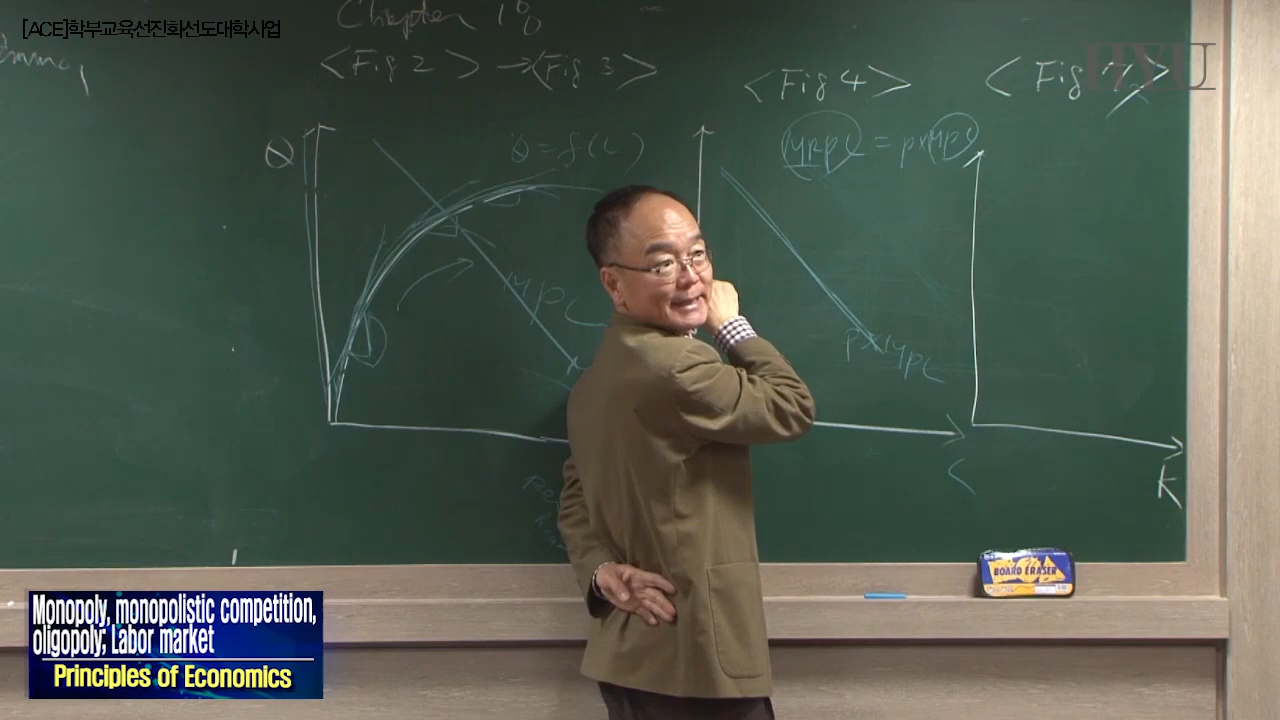 [ACE]학부교육선진화선도대학사업
HYU
Chapter 18
<Fig 2> →<Fig 3>
<Fig 4>
<Fig 7>
Q
Q=f(L)
MRPL = P×MPL
MPL
P×MPL
L
K
BOARD ERASER
Monopoly, monopolistic competition,
oligopoly; Labor market
Principles of Economics